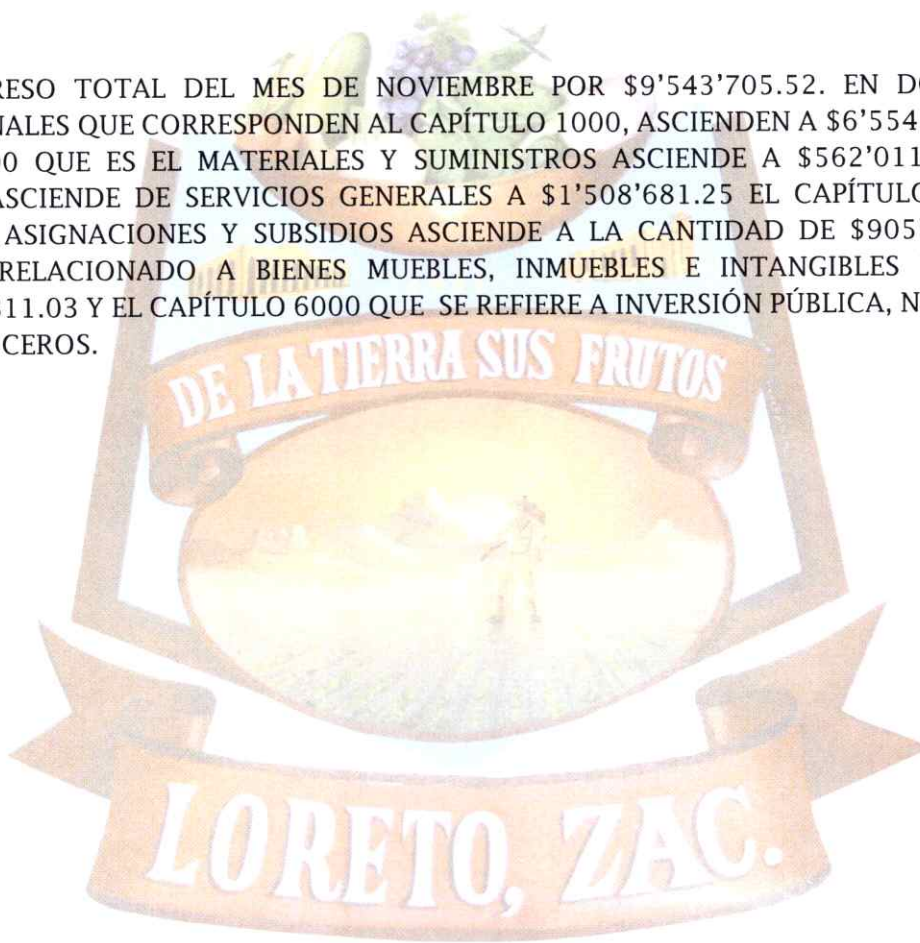 RESO TOTAL DEL MES DE NOVIEMBRE POR $9'543'705.52. EN DO
NALES QUE CORRESPONDEN AL CAPÍTULO 1000, ASCIENDEN A $6'554
00 QUE ES EL MATERIALES Y SUMINISTROS ASCIENDE A $562'011
ASCIENDE DE SERVICIOS GENERALES A $1'508'681.25 EL CAPÍTULO
ASIGNACIONES Y SUBSIDIOS ASCIENDE A LA CANTIDAD DE $905
RELACIONADO A BIENES MUEBLES, INMUEBLES E INTANGIBLES
311.03 Y EL CAPÍTULO 6000 QUE SE REFIERE A INVERSIÓN PÚBLICA, N
CEROS.
DE LA TIERRA SUS FRUTOS
LORETO, ZAC.